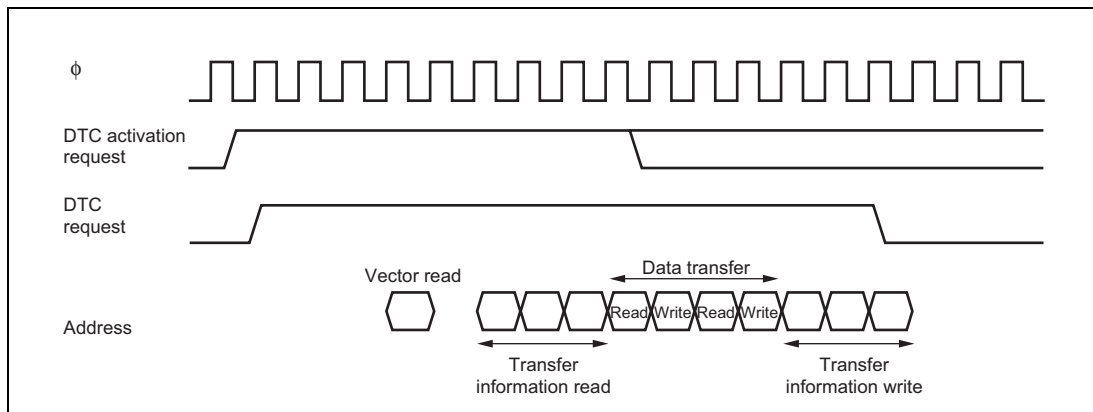 ϕ
DTC activation
request
DTC
request
Vector read
Data transfer
Address
Read Write Read Write
Transfer
information read
Transfer
information write